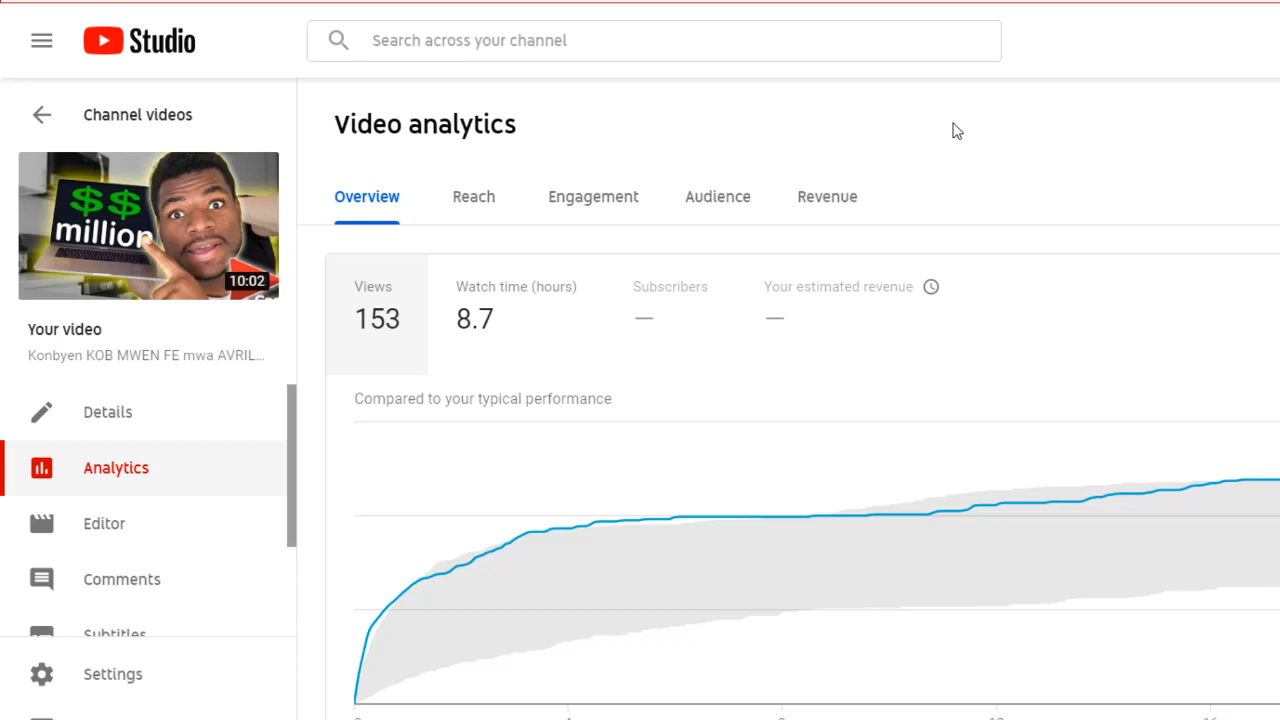 Studio
Search across your channel
Channel videos
$$
million
10:02
Your video
Konbyen KOB MWEN FE mwa AVRIL...
Details
Analytics
Editor
Comments
Subtitles
Settings
Video analytics
Overview Reach Engagement Audience Revenue
Views Watch time (hours) Subscribers Your estimated revenue
153 8.7 — —
Compared to your typical performance